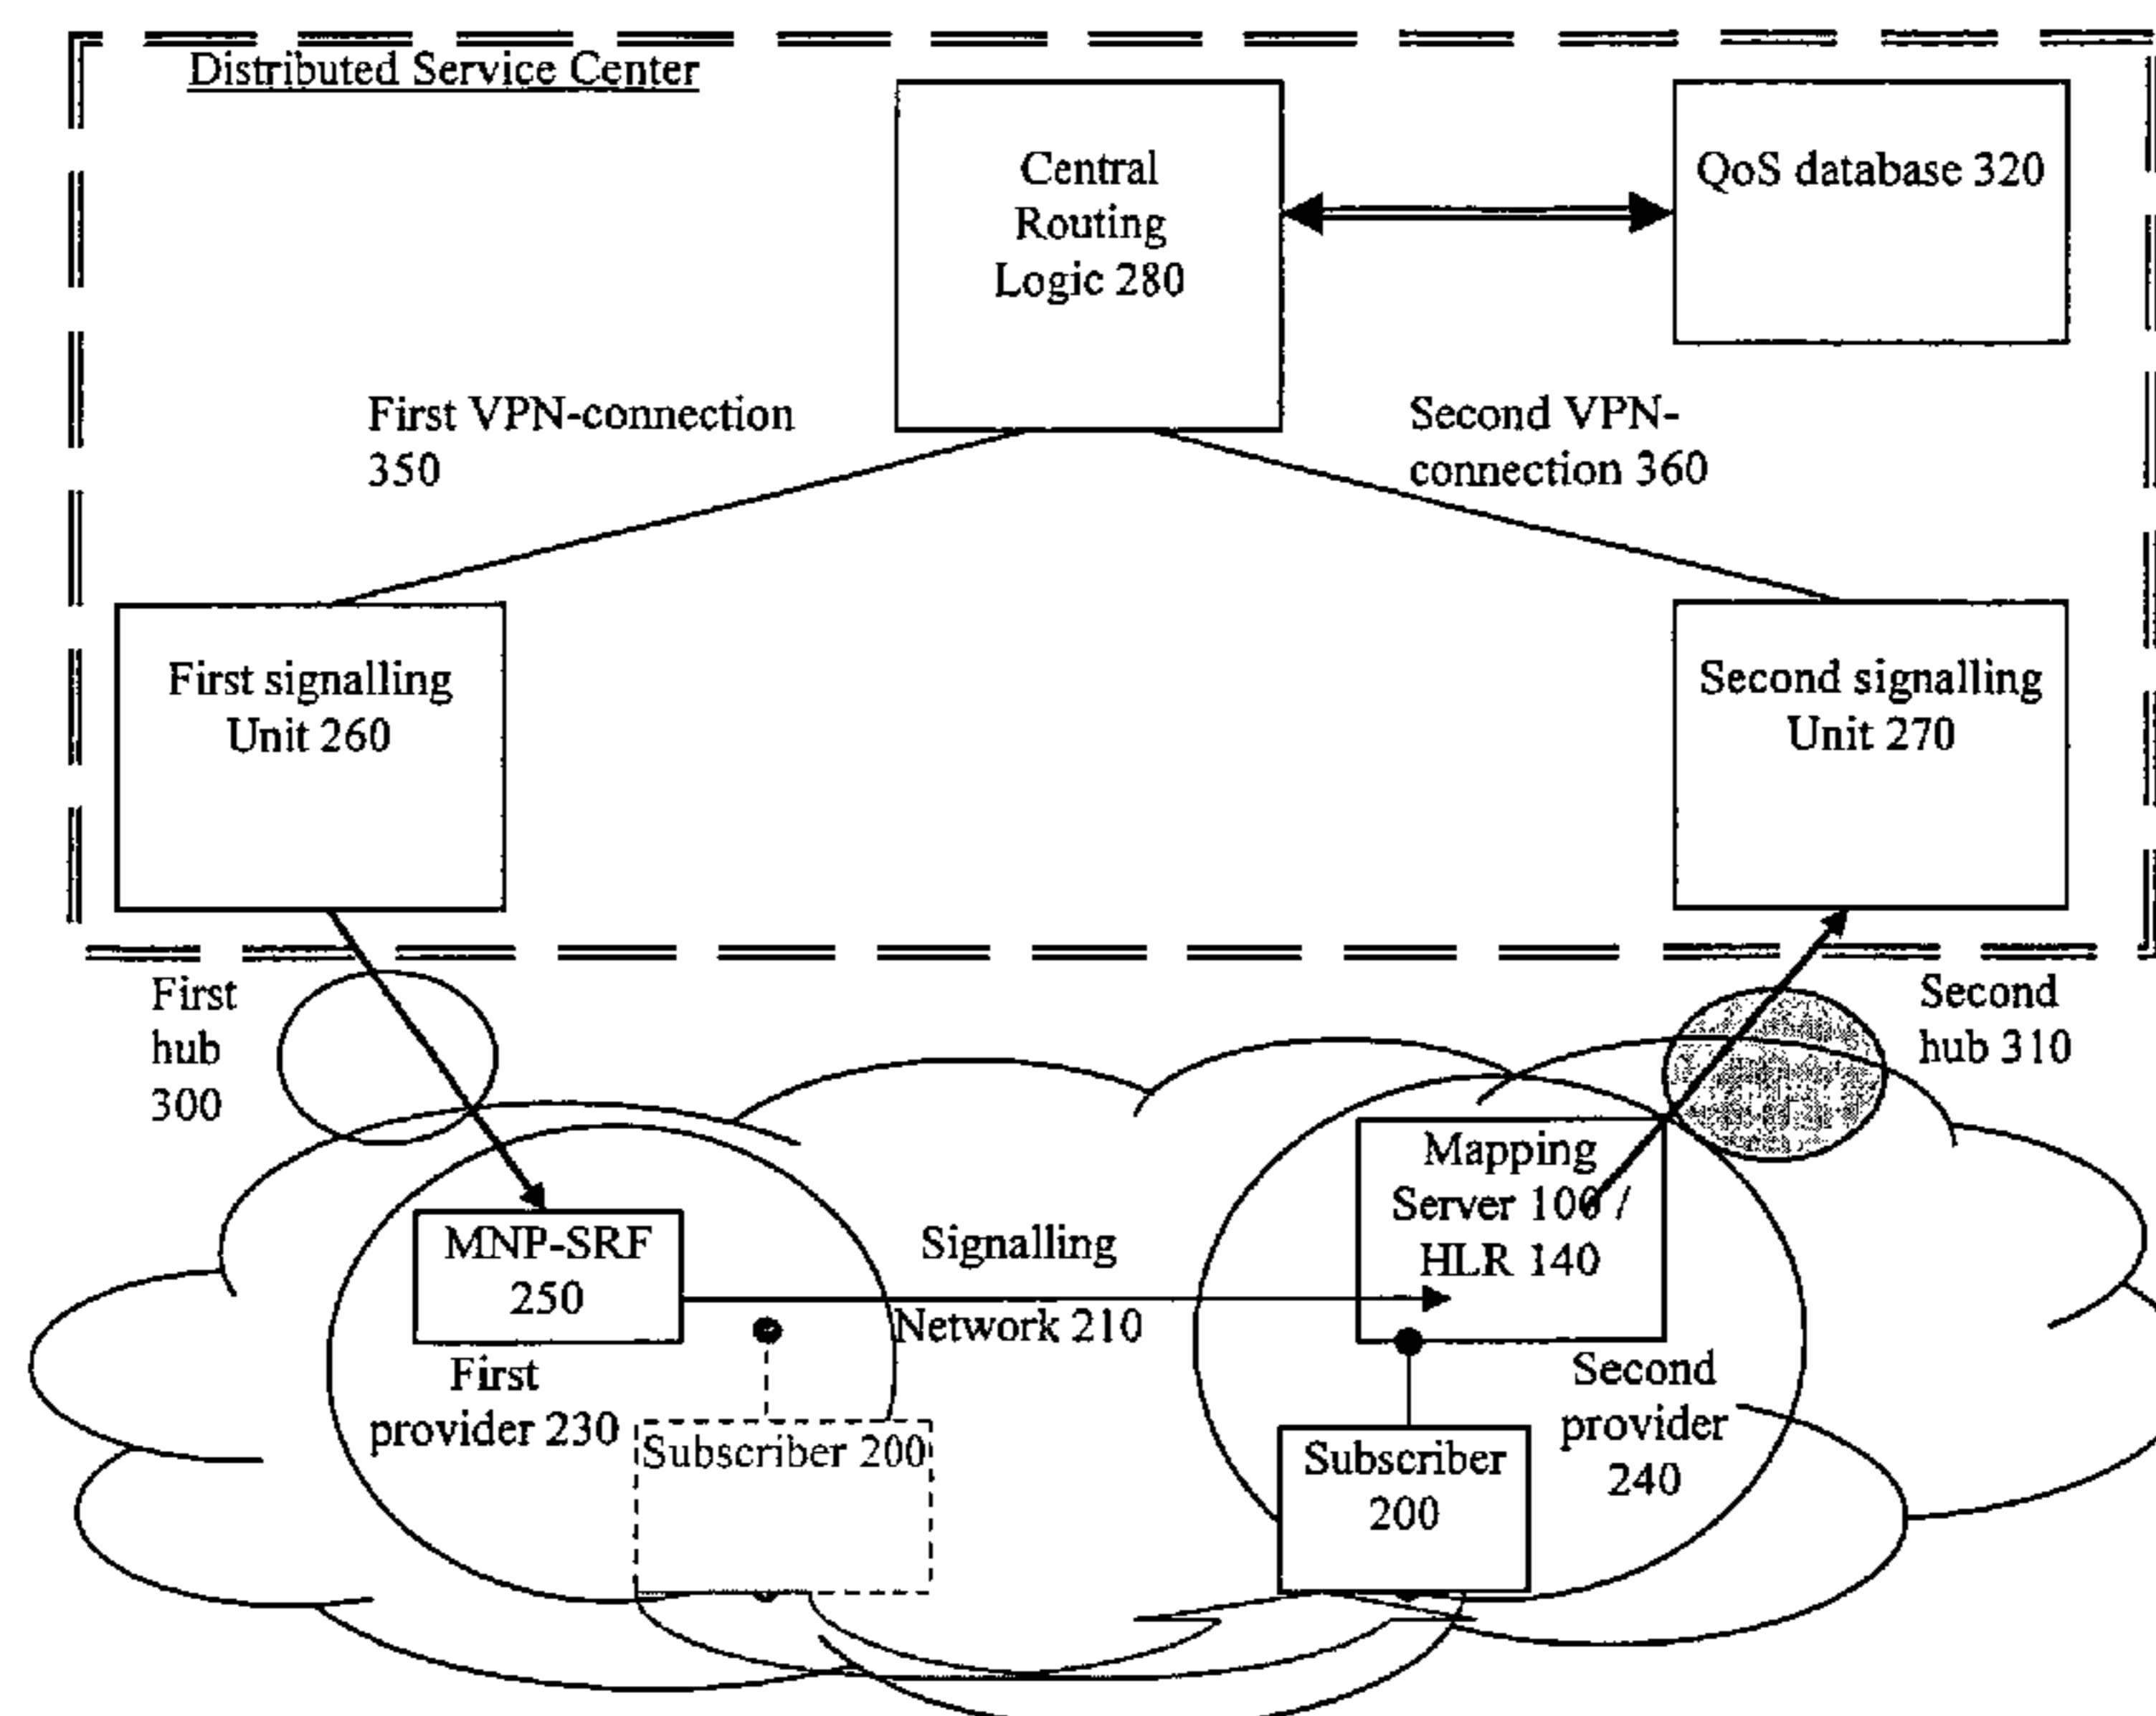 Distributed Service Center
Central
Routing
Logic 280
QoS database 320
First VPN-connection
350
Second VPN-
connection 360
First signalling
Unit 260
Second signalling
Unit 270
First
hub
300
Second
hub 310
Mapping
Server 100 /
HLR 140
MNP-SRF
250
Signalling
Network 210
First
provider 230
Subscriber 200
Second
provider
240
Subscriber
200